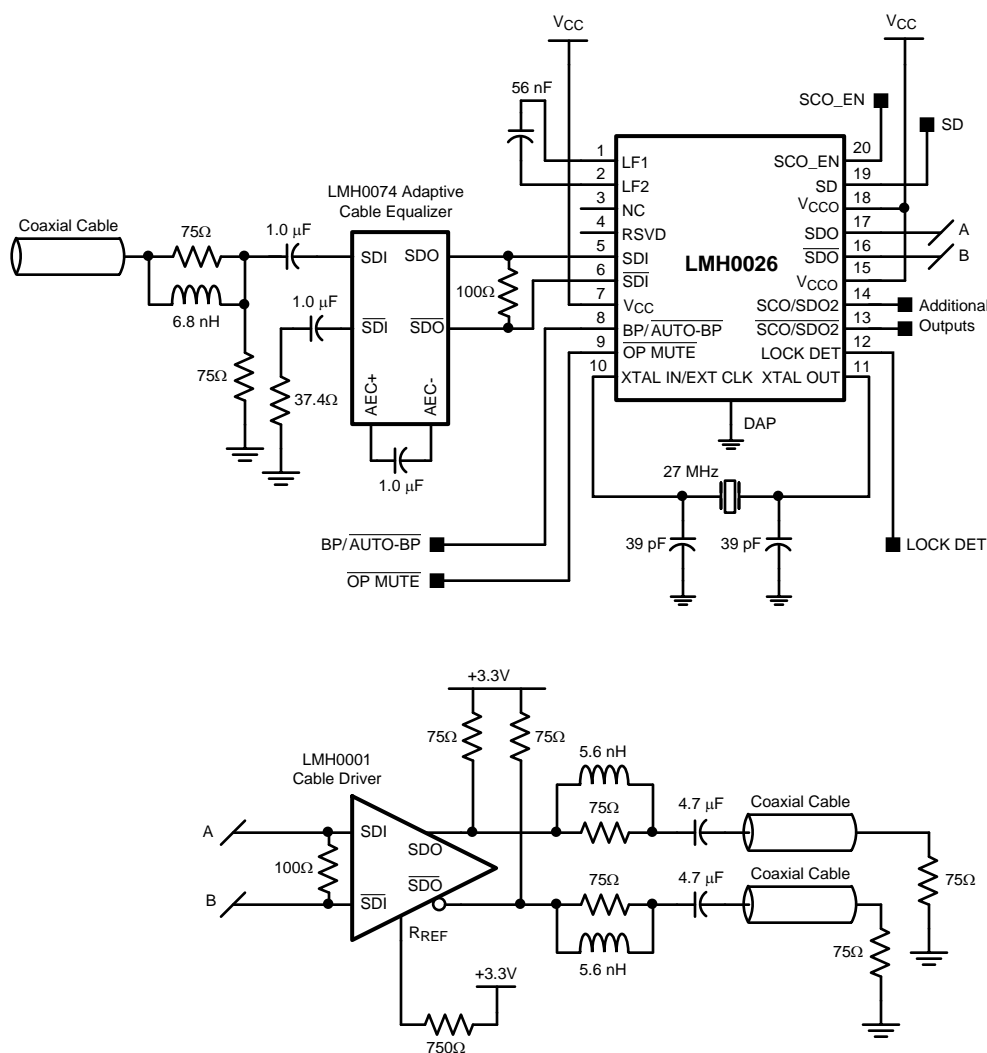 VCC
VCC
56 nF
SCO_EN
SD
LMH0026
1
LF1
2
LF2
3
NC
4
RSVD
5
SDI
6
SDI
7
VCC
8
BP/AUTO-BP
9
OP MUTE
10
XTAL IN/EXT CLK
20
SCO_EN
19
SD
18
VCCO
17
SDO
16
SDO
15
VCCO
14
SCO/SDO2
13
SCO/SDO2
12
LOCK DET
11
XTAL OUT
A
B
Additional
Outputs
DAP
LMH0074 Adaptive
Cable Equalizer
Coaxial Cable
75Ω
1.0 µF
6.8 nH
SDI
SDO
1.0 µF
SDI
SDO
100Ω
75Ω
37.4Ω
AEC+
AEC-
1.0 µF
27 MHz
39 pF
39 pF
BP/AUTO-BP
OP MUTE
LOCK DET
+3.3V
75Ω
75Ω
LMH0001
Cable Driver
5.6 nH
75Ω
4.7 µF
Coaxial Cable
A
SDI
SDO
100Ω
B
SDI
SDO
75Ω
4.7 µF
Coaxial Cable
75Ω
RREF
5.6 nH
75Ω
+3.3V
750Ω